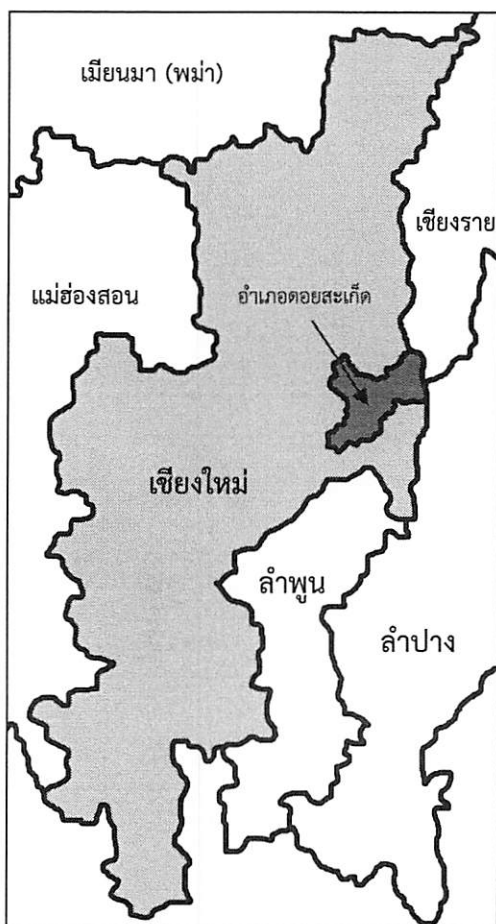 เมียนมา (พม่า)
เชียงราย
แม่ฮ่องสอน
อำเภอดอยสะเก็ด
เชียงใหม่
ลำพูน
ลำปาง